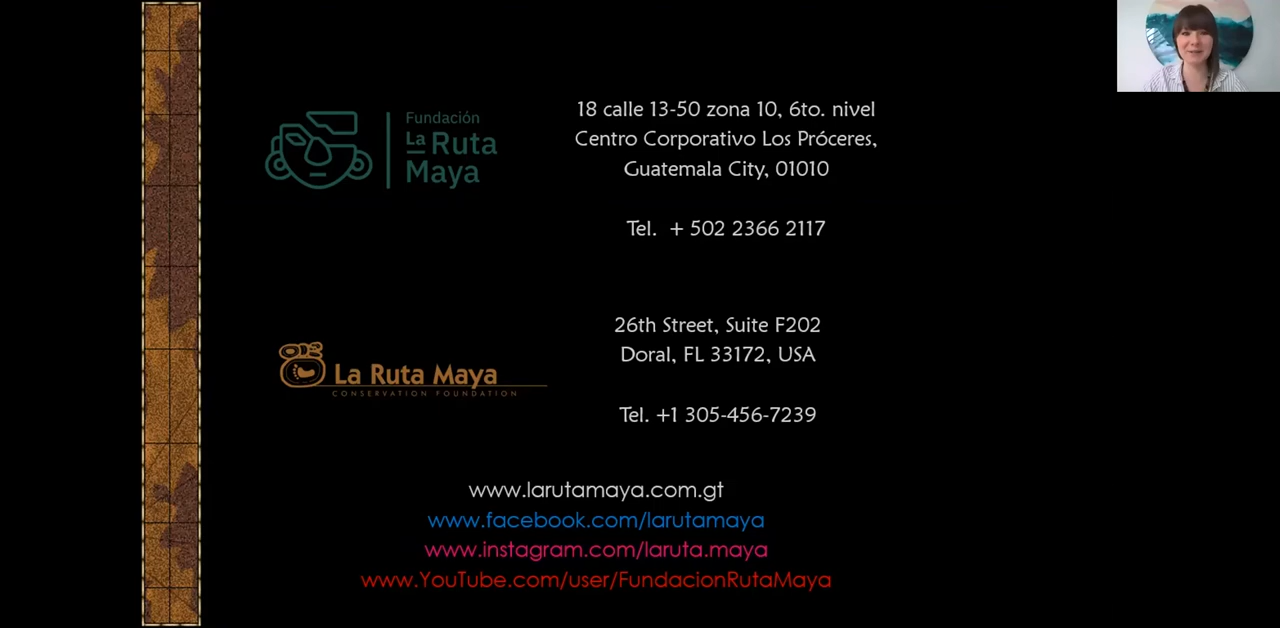 Fundación
La Ruta
Maya
18 calle 13-50 zona 10, 6to. nivel
Centro Corporativo Los Próceres,
Guatemala City, 01010
Tel. + 502 2366 2117
La Ruta Maya
CONSERVATION FOUNDATION
26th Street, Suite F202
Doral, FL 33172, USA
Tel. +1 305-456-7239
www.larutamaya.com.gt
www.facebook.com/larutamaya
www.instagram.com/laruta.maya
www.YouTube.com/user/FundacionRutaMaya